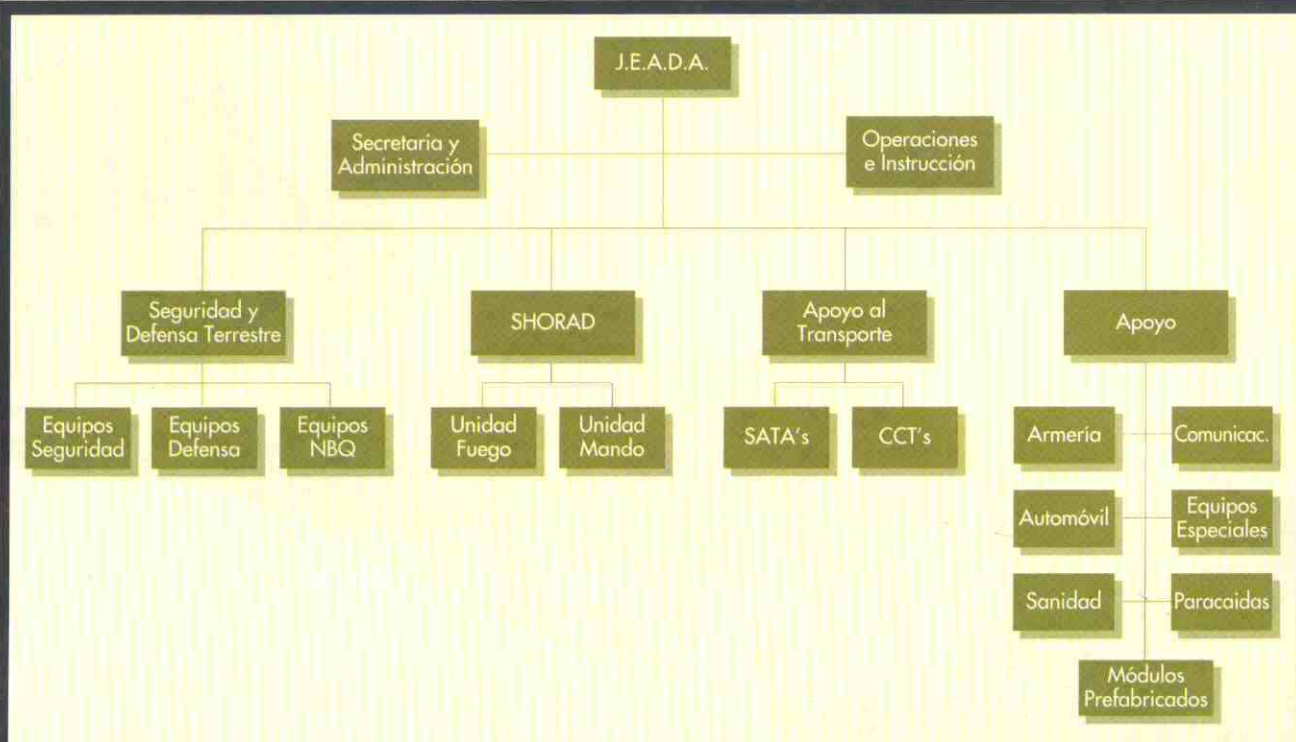 J.E.A.D.A.
Secretaria y
Administración
Operaciones
e Instrucción
Seguridad y
Defensa Terrestre
SHORAD
Apoyo al
Transporte
Apoyo
Equipos
Seguridad
Equipos
Defensa
Equipos
NBQ
Unidad
Fuego
Unidad
Mando
SATA's
CCT's
Armería
Comunicac.
Automóvil
Equipos
Especiales
Sanidad
Paracaidas
Módulos
Prefabricados